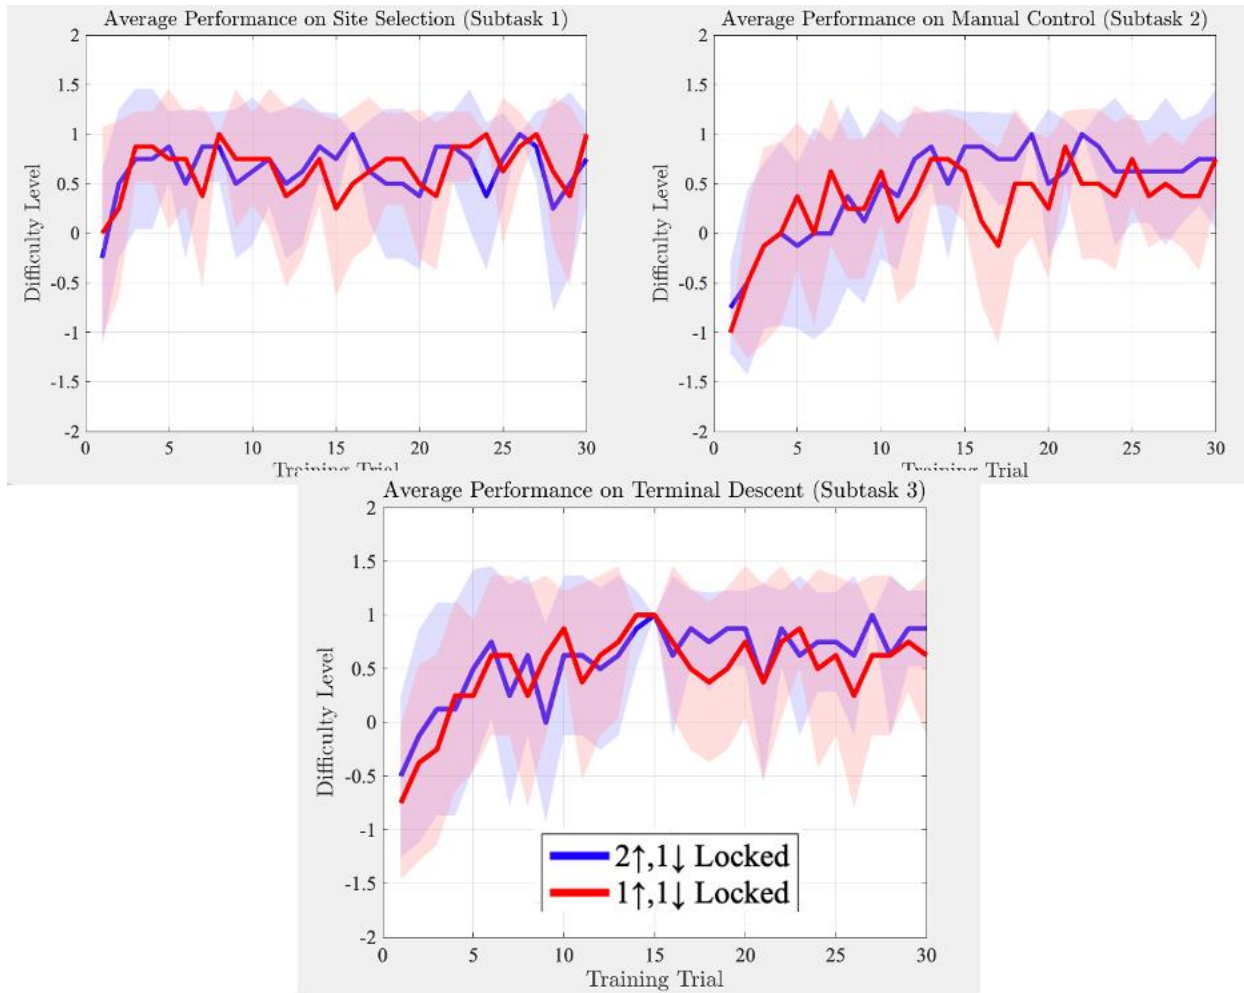 Average Performance on Site Selection (Subtask 1)
2
1.5
1
0.5
0
-0.5
-1
-1.5
-2
Difficulty Level
0 5 10 15 20 25 30
Training Trial
Average Performance on Manual Control (Subtask 2)
2
1.5
1
0.5
0
-0.5
-1
-1.5
-2
Difficulty Level
0 5 10 15 20 25 30
Training Trial
Average Performance on Terminal Descent (Subtask 3)
2
1.5
1
0.5
0
-0.5
-1
-1.5
-2
Difficulty Level
2↑,1↓ Locked
1↑,1↓ Locked
0 5 10 15 20 25 30
Training Trial